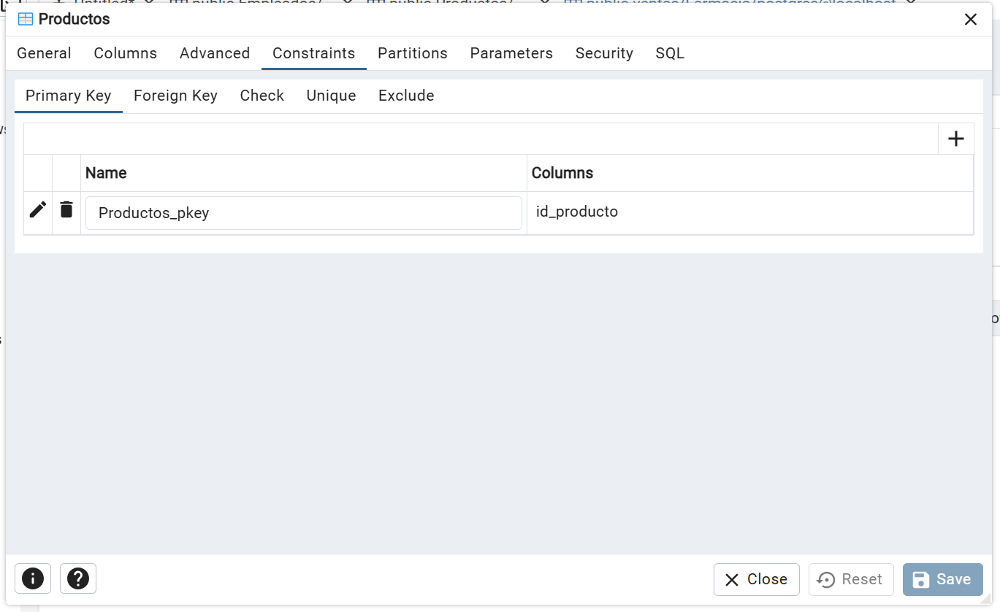 Productos
General Columns Advanced Constraints Partitions Parameters Security SQL
Primary Key Foreign Key Check Unique Exclude
Name Columns
Productos_pkey id_producto
Close Reset Save